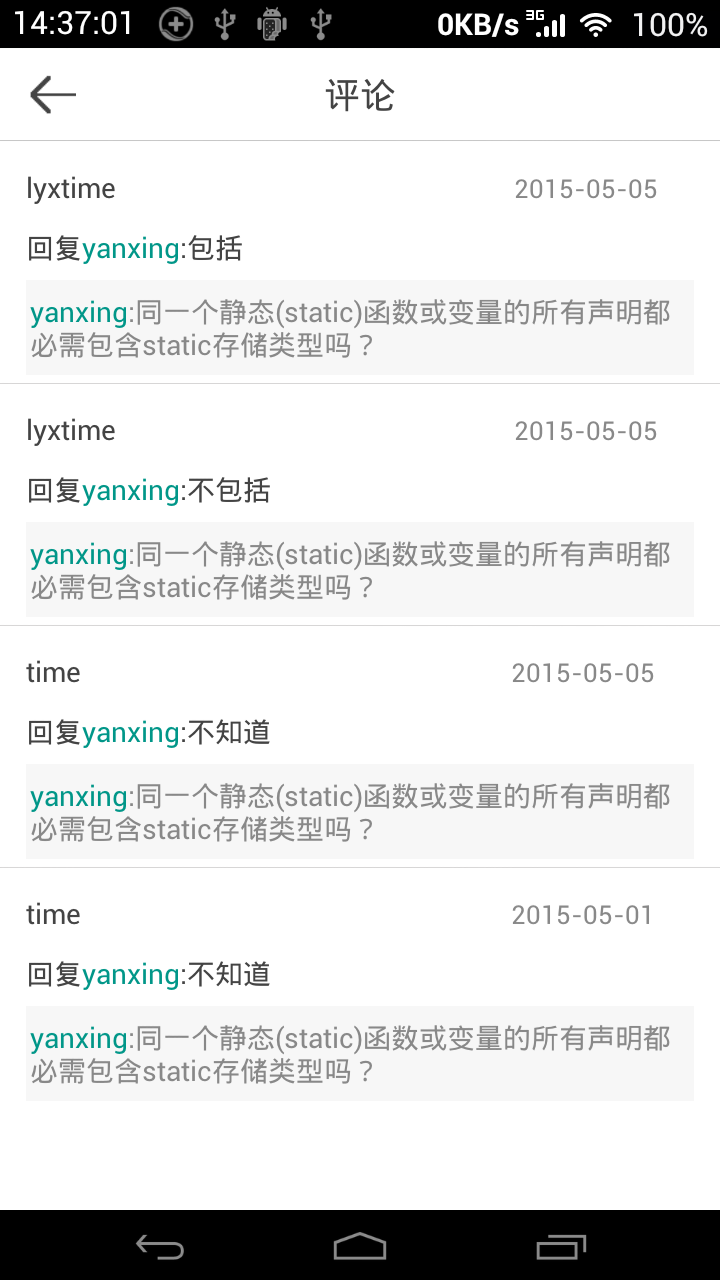 14:37:01 0KB/s 3G 100%
评论
lyxtime 2015-05-05
回复yanxing:包括
yanxing:同一个静态(static)函数或变量的所有声明都
必需包含static存储类型吗？
lyxtime 2015-05-05
回复yanxing:不包括
yanxing:同一个静态(static)函数或变量的所有声明都
必需包含static存储类型吗？
time 2015-05-05
回复yanxing:不知道
yanxing:同一个静态(static)函数或变量的所有声明都
必需包含static存储类型吗？
time 2015-05-01
回复yanxing:不知道
yanxing:同一个静态(static)函数或变量的所有声明都
必需包含static存储类型吗？